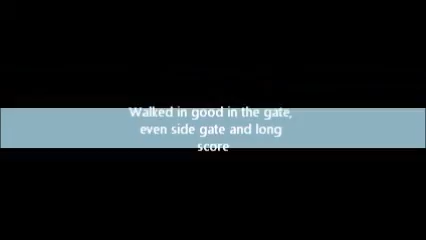 Walked in good in the gate,
even side gate and long
score